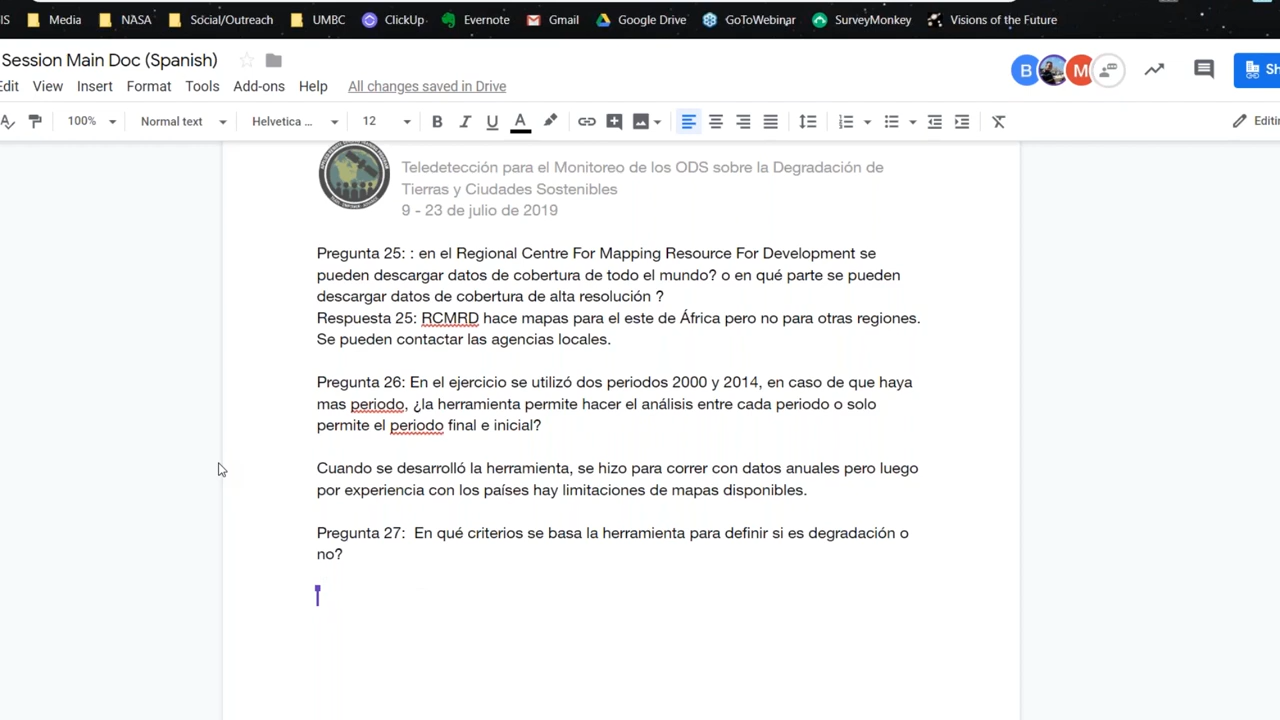 IS Media NASA Social/Outreach UMBC ClickUp Evernote Gmail Google Drive GoToWebinar SurveyMonkey Visions of the Future
Session Main Doc (Spanish)
B M Sh
Edit View Insert Format Tools Add-ons Help All changes saved in Drive
100% Normal text Helvetica ... 12 B I U A Editin
Teledetección para el Monitoreo de los ODS sobre la Degradación de
Tierras y Ciudades Sostenibles
9 - 23 de julio de 2019
Pregunta 25: : en el Regional Centre For Mapping Resource For Development se
pueden descargar datos de cobertura de todo el mundo? o en qué parte se pueden
descargar datos de cobertura de alta resolución ?
Respuesta 25: RCMRD hace mapas para el este de África pero no para otras regiones.
Se pueden contactar las agencias locales.
Pregunta 26: En el ejercicio se utilizó dos periodos 2000 y 2014, en caso de que haya
mas periodo, ¿la herramienta permite hacer el análisis entre cada periodo o solo
permite el periodo final e inicial?
Cuando se desarrolló la herramienta, se hizo para correr con datos anuales pero luego
por experiencia con los países hay limitaciones de mapas disponibles.
Pregunta 27:  En qué criterios se basa la herramienta para definir si es degradación o
no?